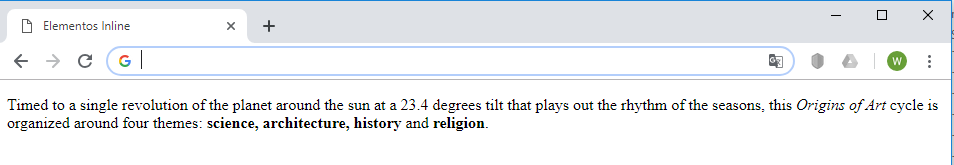 Elementos Inline
W
Timed to a single revolution of the planet around the sun at a 23.4 degrees tilt that plays out the rhythm of the seasons, this Origins of Art cycle is
organized around four themes: science, architecture, history and religion.